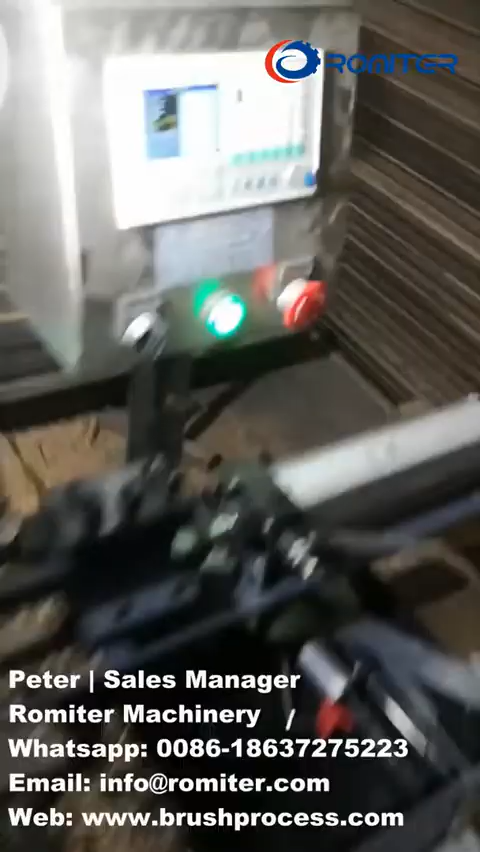 ROMITER
Peter | Sales Manager
Romiter Machinery
Whatsapp: 0086-18637275223
Email: info@romiter.com
Web: www.brushprocess.com